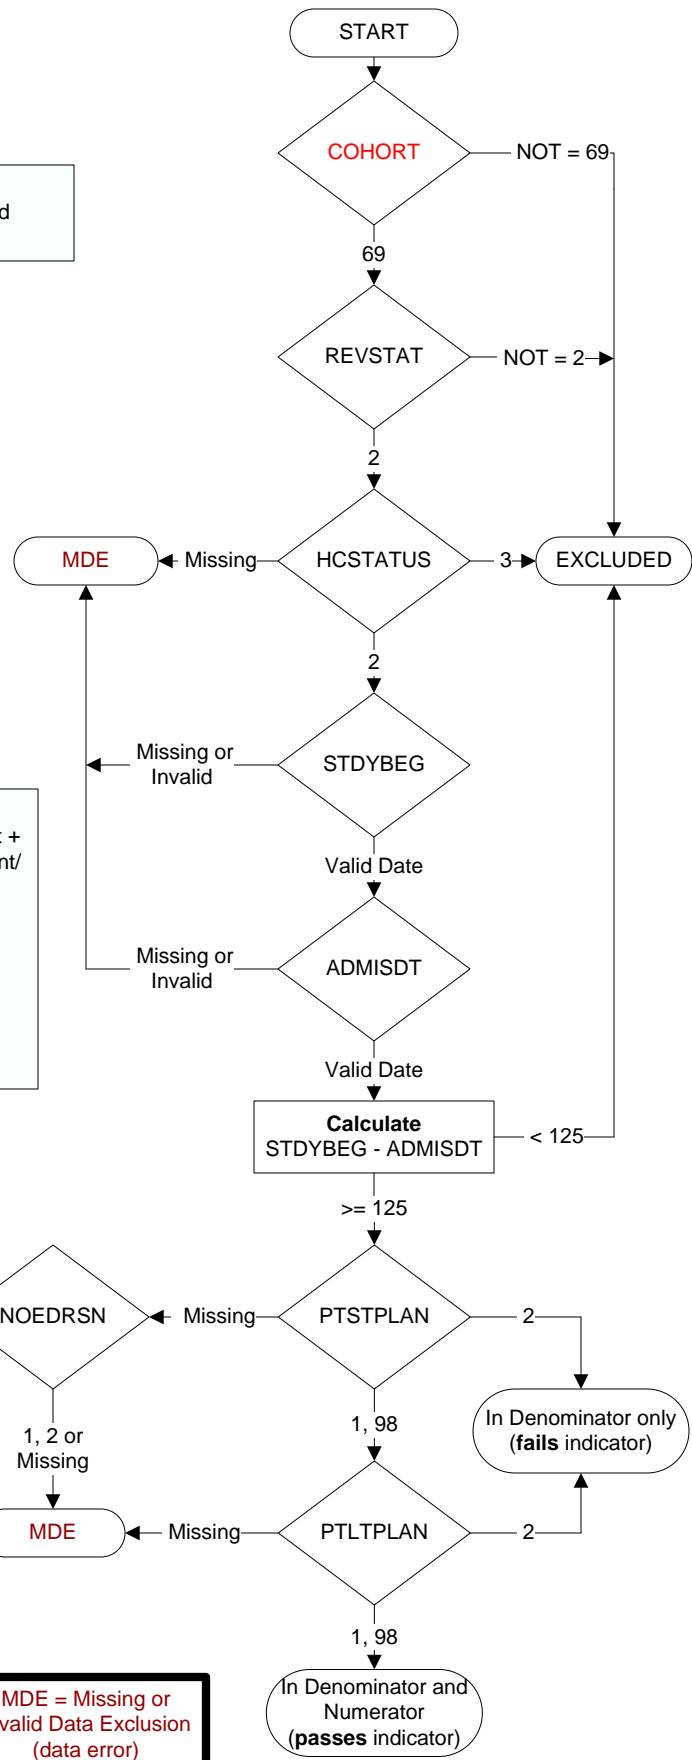 START
COHORT
NOT = 69
d
69
REVSTAT
NOT = 2
2
MDE
Missing
HCSTATUS
3
EXCLUDED
2
Missing or
Invalid
STDYBEG
t +
nt/
Valid Date
Missing or
Invalid
ADMISDT
Valid Date
Calculate
STDYBEG - ADMISDT
< 125
>= 125
NOEDRSN
Missing
PTSTPLAN
2
1, 2 or
Missing
1, 98
In Denominator only
(fails indicator)
MDE
Missing
PTLTPLAN
2
1, 98
MDE = Missing or
valid Data Exclusion
(data error)
In Denominator and
Numerator
(passes indicator)